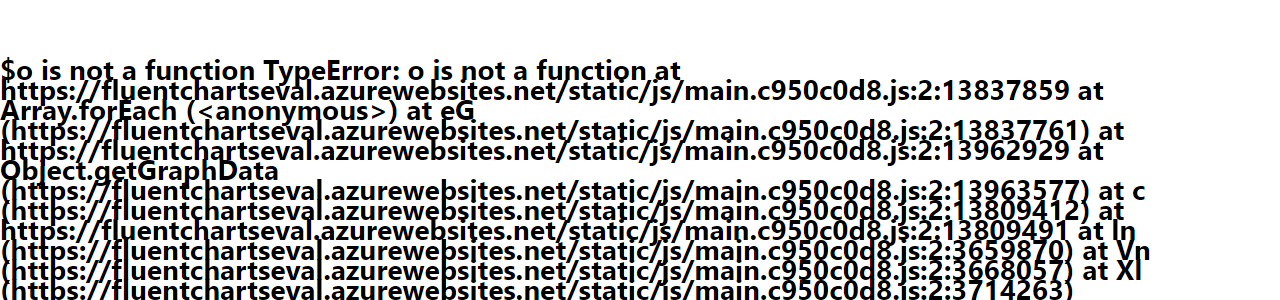 $o is not a function TypeError: o is not a function at
https://fluentchartseval.azurewebsites.net/static/js/main.c950c0d8.js:2:13837859 at
Array.forEach (<anonymous>) at eG
(https://fluentchartseval.azurewebsites.net/static/js/main.c950c0d8.js:2:13837761) at
https://fluentchartseval.azurewebsites.net/static/js/main.c950c0d8.js:2:13962929 at
Object.getGraphData
(https://fluentchartseval.azurewebsites.net/static/js/main.c950c0d8.js:2:13963577) at c
(https://fluentchartseval.azurewebsites.net/static/js/main.c950c0d8.js:2:13809412) at
https://fluentchartseval.azurewebsites.net/static/js/main.c950c0d8.js:2:13809491 at ln
(https://fluentchartseval.azurewebsites.net/static/js/main.c950c0d8.js:2:3659870) at Vn
(https://fluentchartseval.azurewebsites.net/static/js/main.c950c0d8.js:2:3668057) at Xl
(https://fluentchartseval.azurewebsites.net/static/js/main.c950c0d8.js:2:3714263)